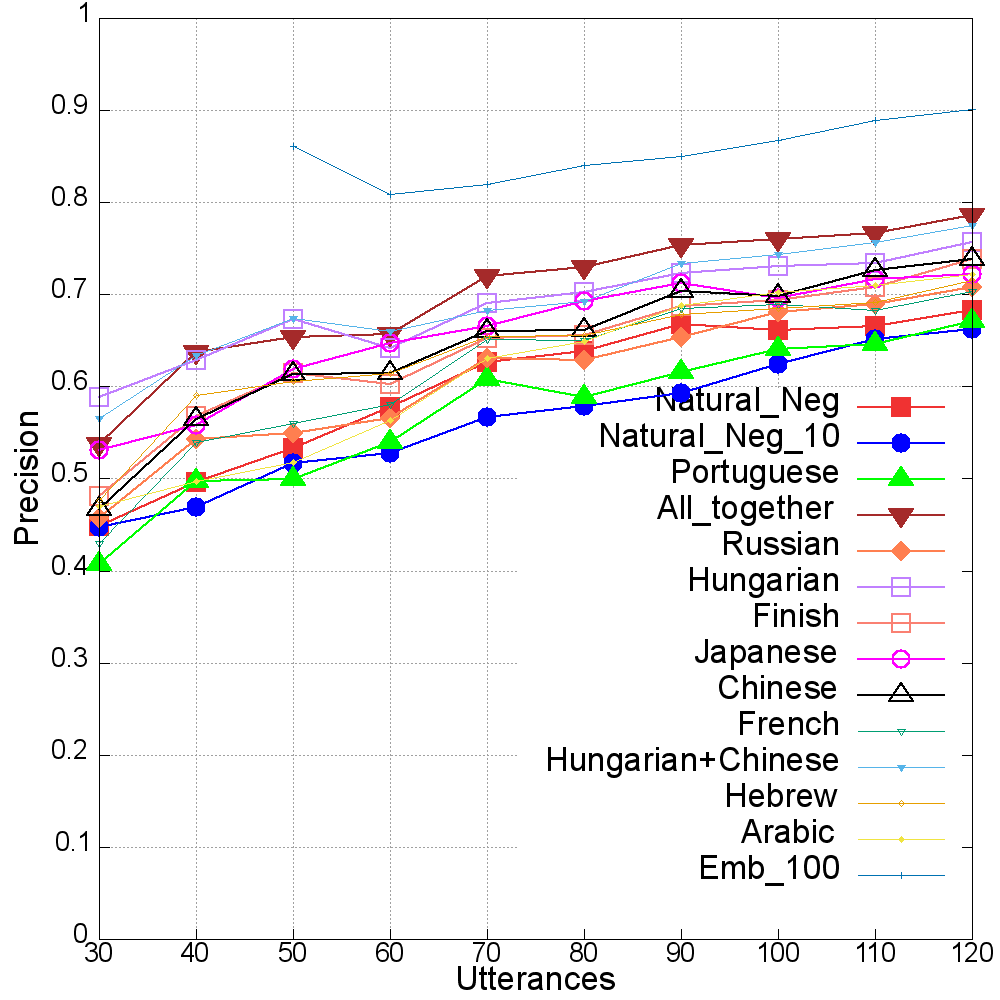 1
0.9
0.8
0.7
0.6
0.5
0.4
0.3
0.2
0.1
0
Precision
Natural_Neg
Natural_Neg_10
Portuguese
All_together
Russian
Hungarian
Finish
Japanese
Chinese
French
Hungarian+Chinese
Hebrew
Arabic
Emb_100
30 40 50 60 70 80 90 100 110 120
Utterances